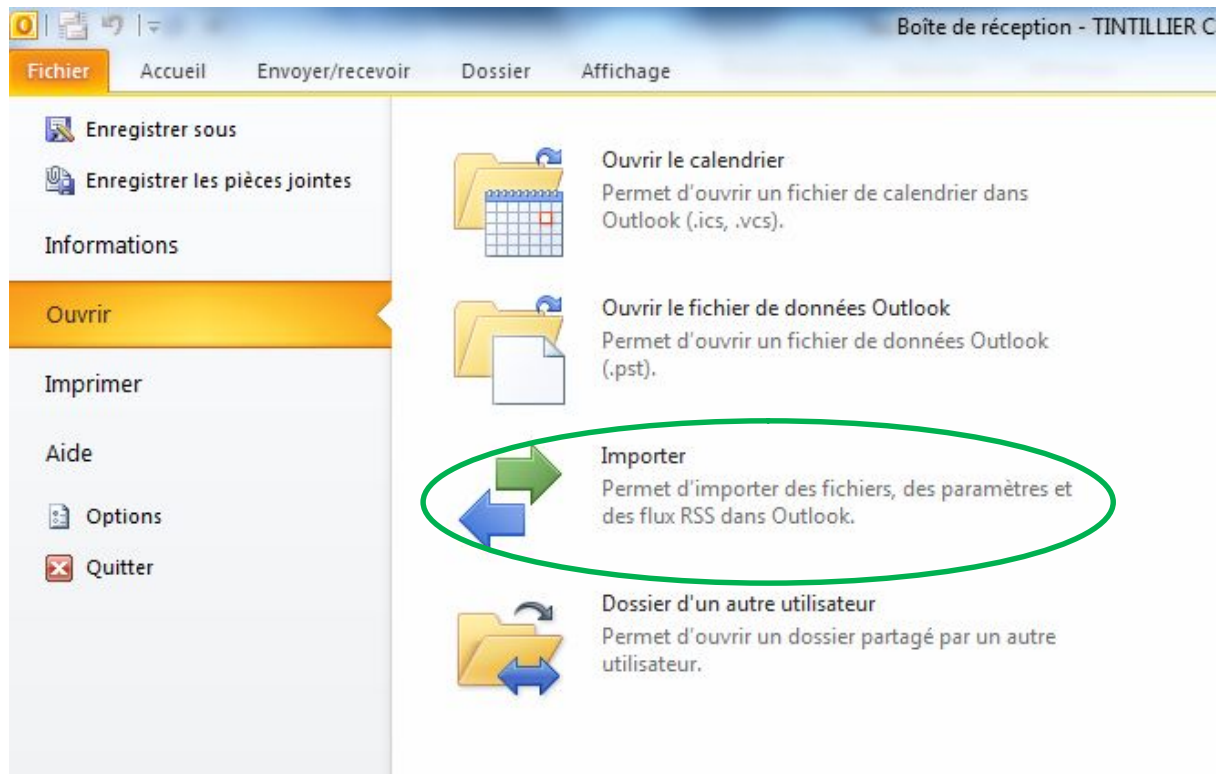 Boîte de réception - TINTILLIER C
Fichier Accueil Envoyer/recevoir Dossier Affichage
Enregistrer sous
Enregistrer les pièces jointes
Informations
Ouvrir
Imprimer
Aide
Options
Quitter
Ouvrir le calendrier
Permet d'ouvrir un fichier de calendrier dans
Outlook (.ics, .vcs).
Ouvrir le fichier de données Outlook
Permet d'ouvrir un fichier de données Outlook
(.pst).
Importer
Permet d'importer des fichiers, des paramètres et
des flux RSS dans Outlook.
Dossier d'un autre utilisateur
Permet d'ouvrir un dossier partagé par un autre
utilisateur.